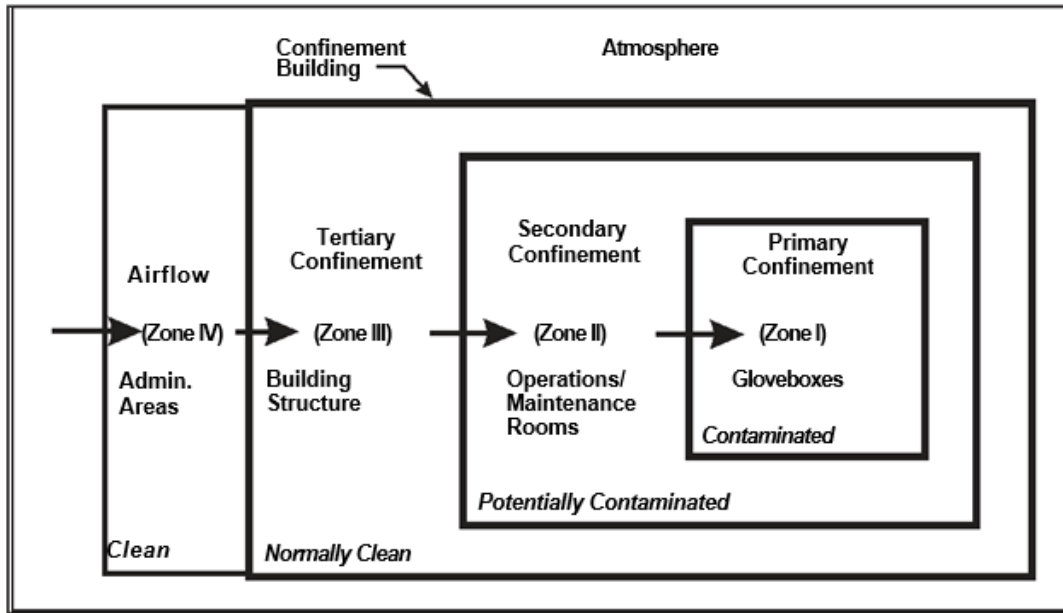 Confinement
Building
Atmosphere
Airflow
(Zone IV)
Admin.
Areas
Clean
Tertiary
Confinement
(Zone III)
Building
Structure
Normally Clean
Secondary
Confinement
(Zone II)
Operations/
Maintenance
Rooms
Potentially Contaminated
Primary
Confinement
(Zone I)
Gloveboxes
Contaminated